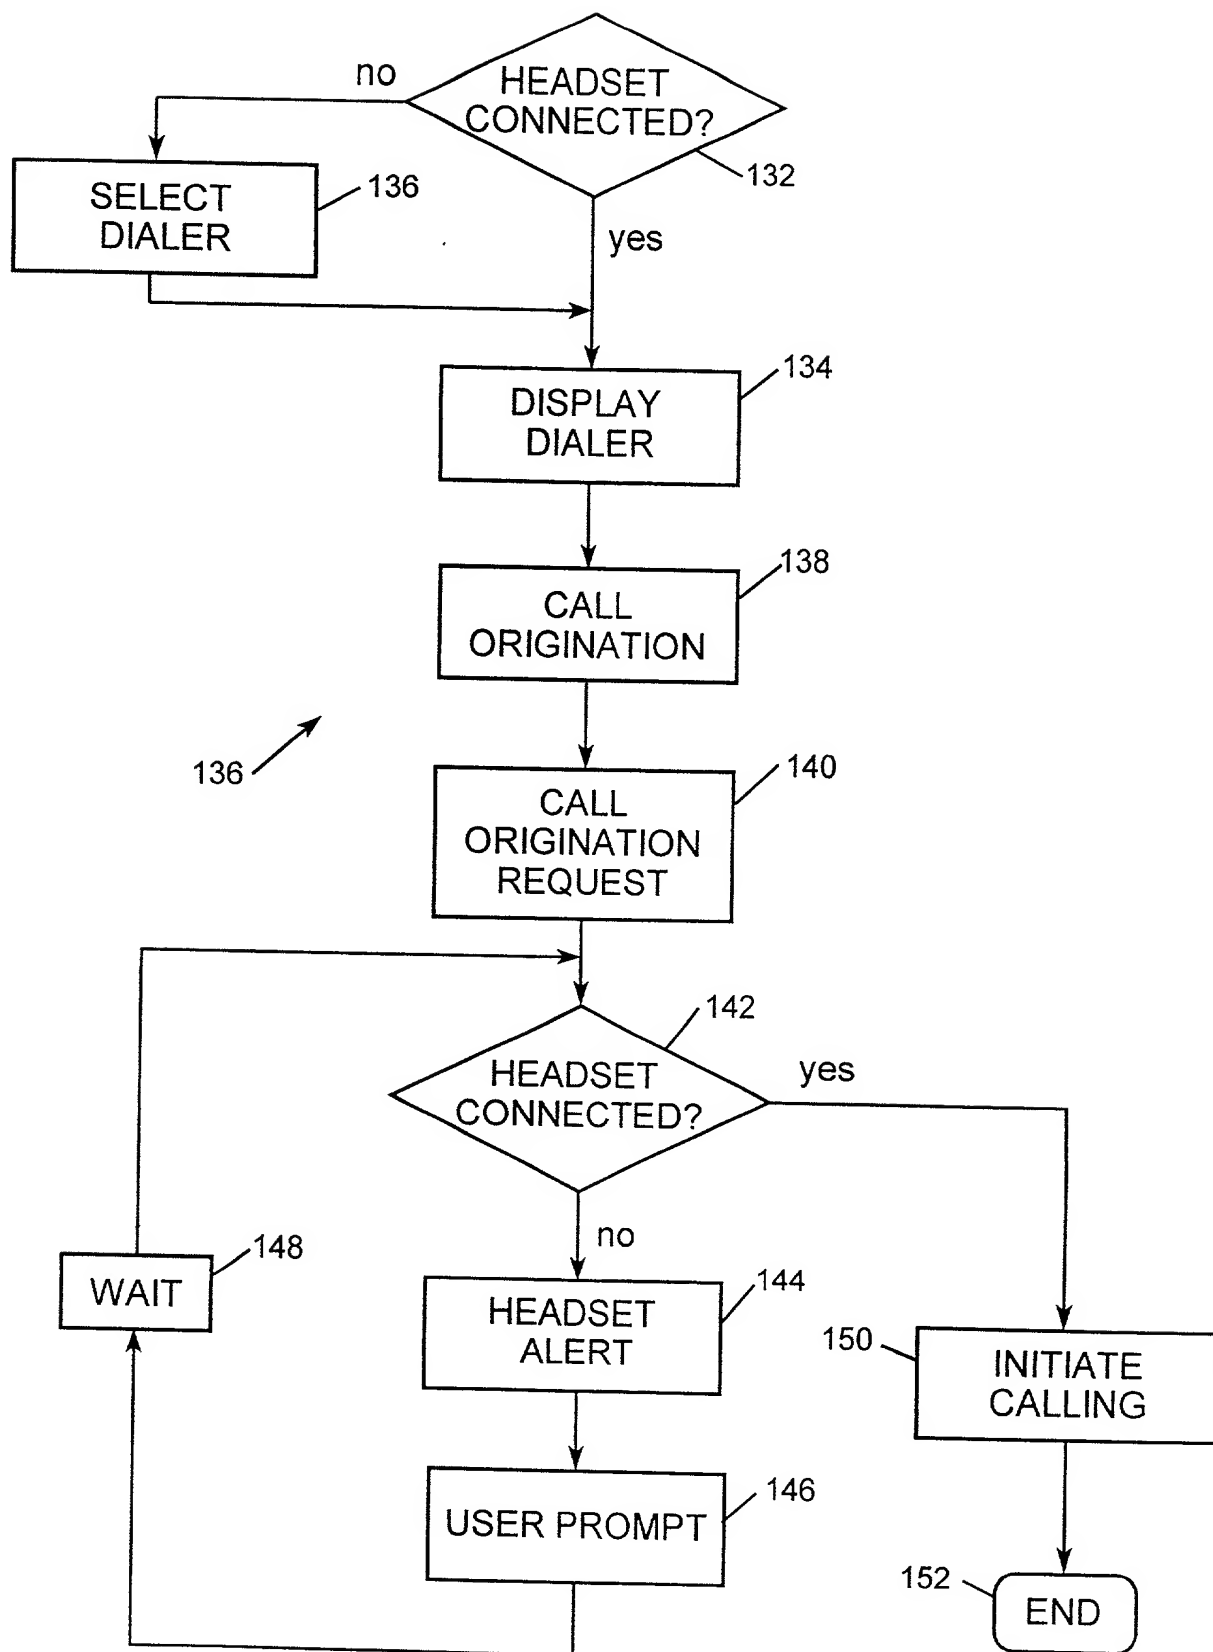 no
HEADSET
CONNECTED?
132
SELECT
DIALER
136
yes
134
DISPLAY
DIALER
138
CALL
ORIGINATION
136
140
CALL
ORIGINATION
REQUEST
142
HEADSET
CONNECTED?
yes
no
148
WAIT
144
HEADSET
ALERT
150
INITIATE
CALLING
146
USER PROMPT
152
END